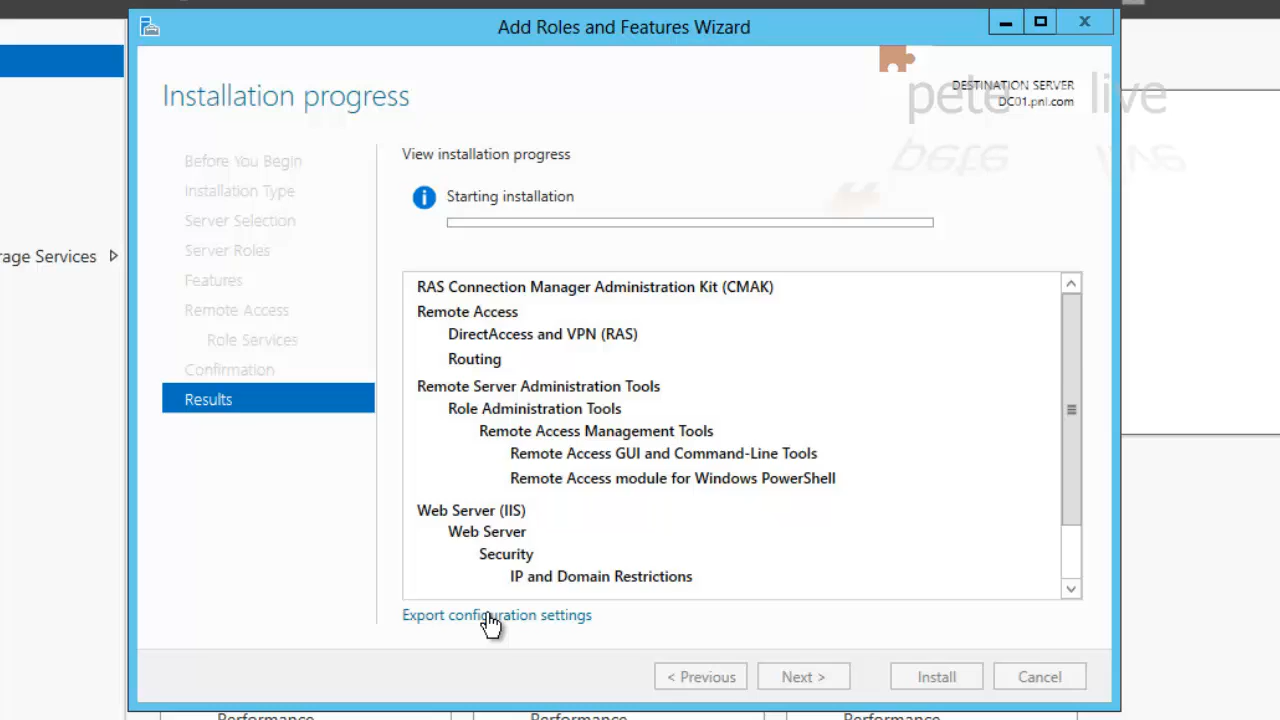 Add Roles and Features Wizard
Installation progress
pete live
DESTINATION SERVER
DC01.pnl.com
Before You Begin
Installation Type
Server Selection
Server Roles
Features
Remote Access
Role Services
Confirmation
Results
rage Services
View installation progress
Starting installation
RAS Connection Manager Administration Kit (CMAK)
Remote Access
DirectAccess and VPN (RAS)
Routing
Remote Server Administration Tools
Role Administration Tools
Remote Access Management Tools
Remote Access GUI and Command-Line Tools
Remote Access module for Windows PowerShell
Web Server (IIS)
Web Server
Security
IP and Domain Restrictions
Export configuration settings
< Previous
Next >
Install
Cancel
Performance
Performance
Performance